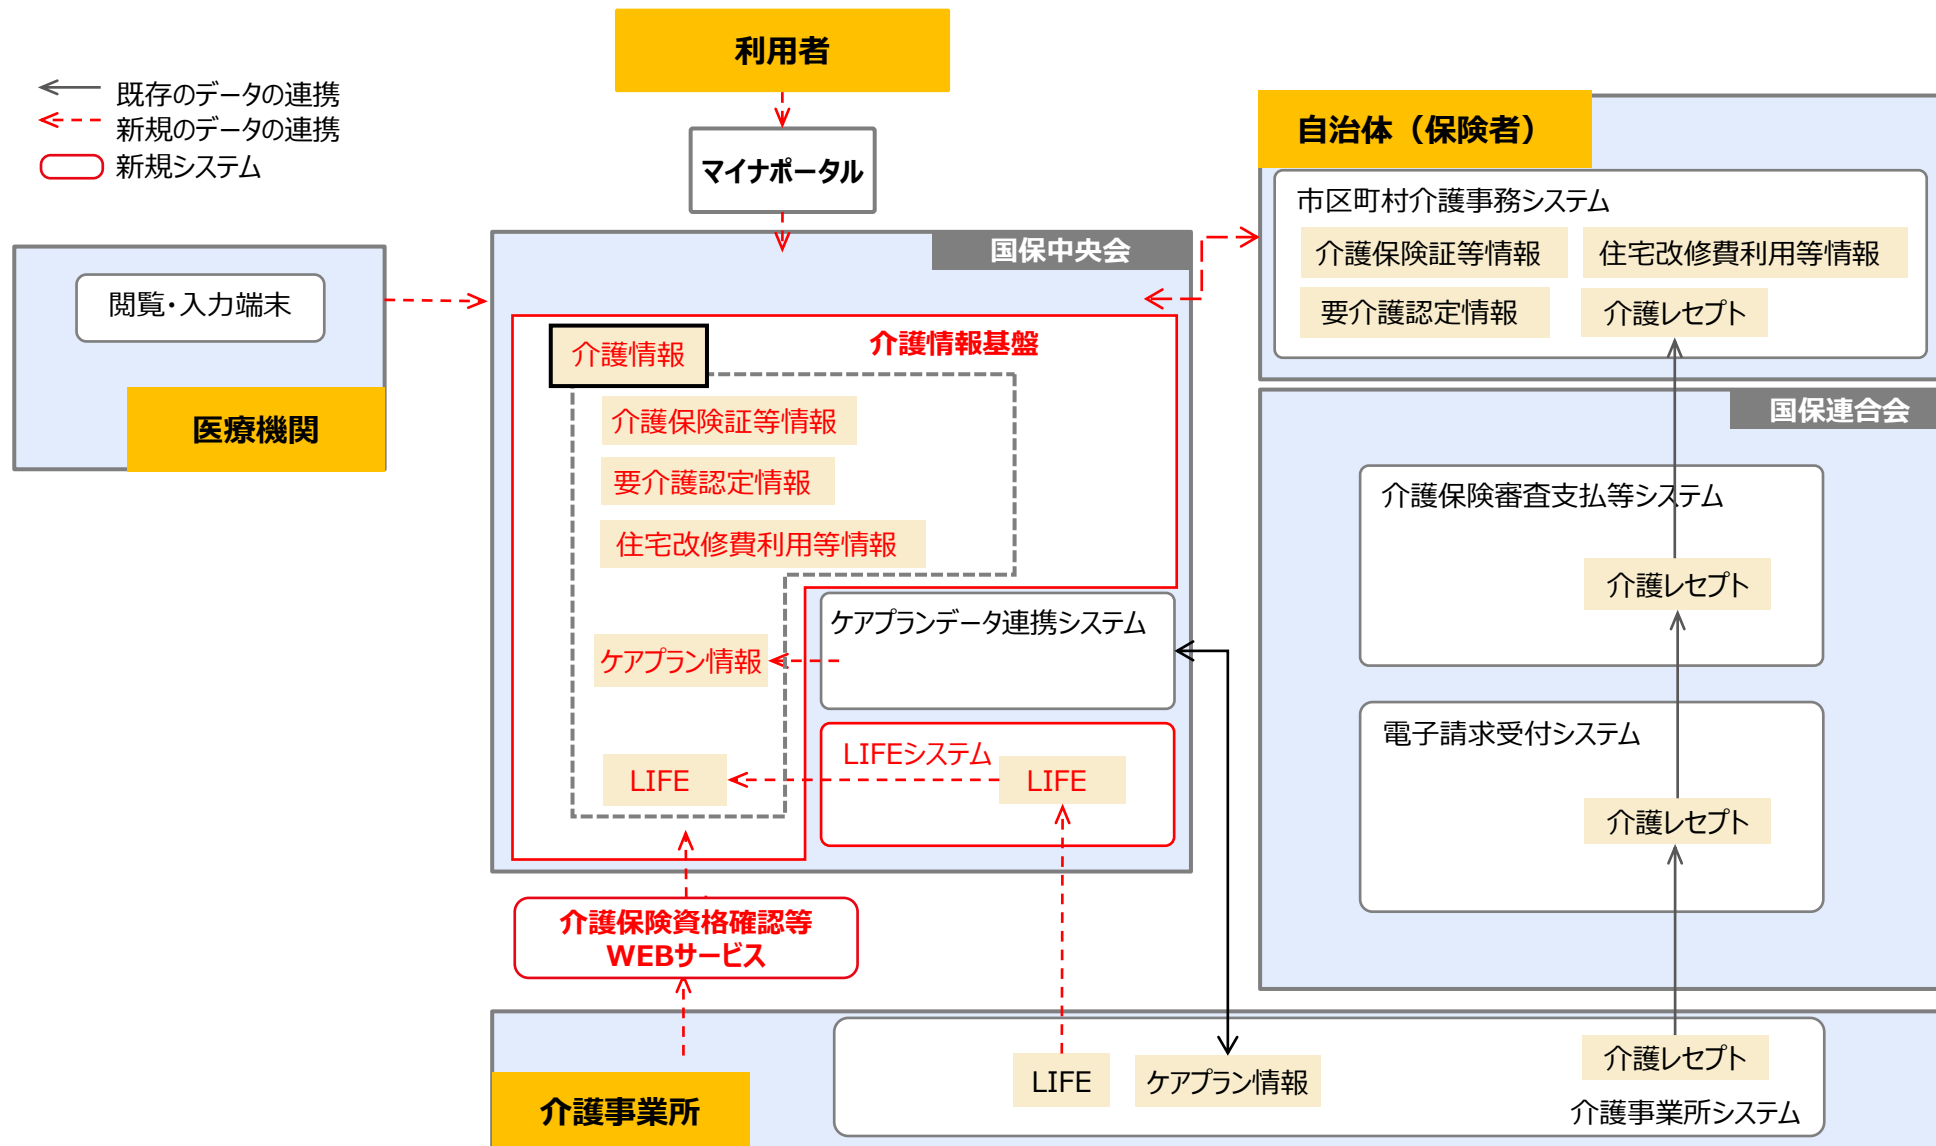 利用者
既存のデータの連携
新規のデータの連携
新規システム
マイナポータル
自治体（保険者）
市区町村介護事務システム
介護保険証等情報
住宅改修費利用等情報
要介護認定情報
介護レセプト
国保中央会
閲覧・入力端末
医療機関
介護情報基盤
介護情報
介護保険証等情報
要介護認定情報
住宅改修費利用等情報
ケアプラン情報
LIFE
ケアプランデータ連携システム
LIFEシステム
LIFE
国保連合会
介護保険審査支払等システム
介護レセプト
電子請求受付システム
介護レセプト
介護保険資格確認等
WEBサービス
介護事業所
LIFE
ケアプラン情報
介護レセプト
介護事業所システム